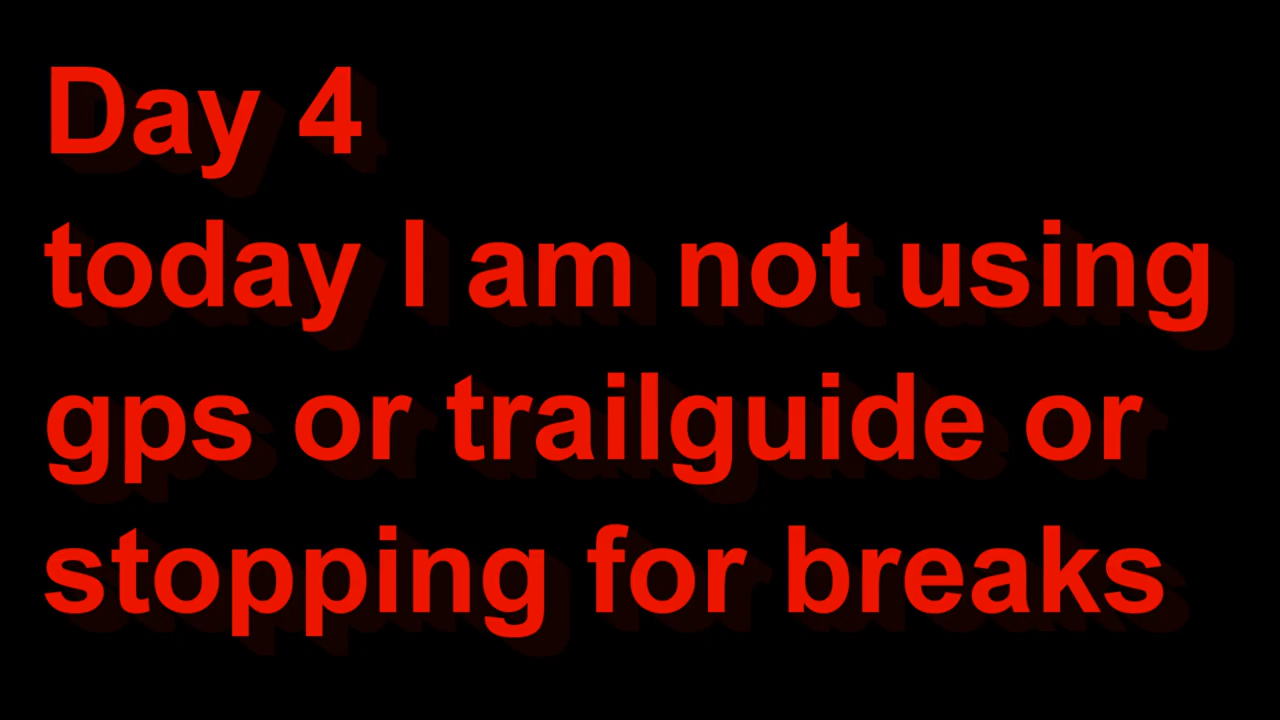 Day 4
today I am not using
gps or trailguide or
stopping for breaks